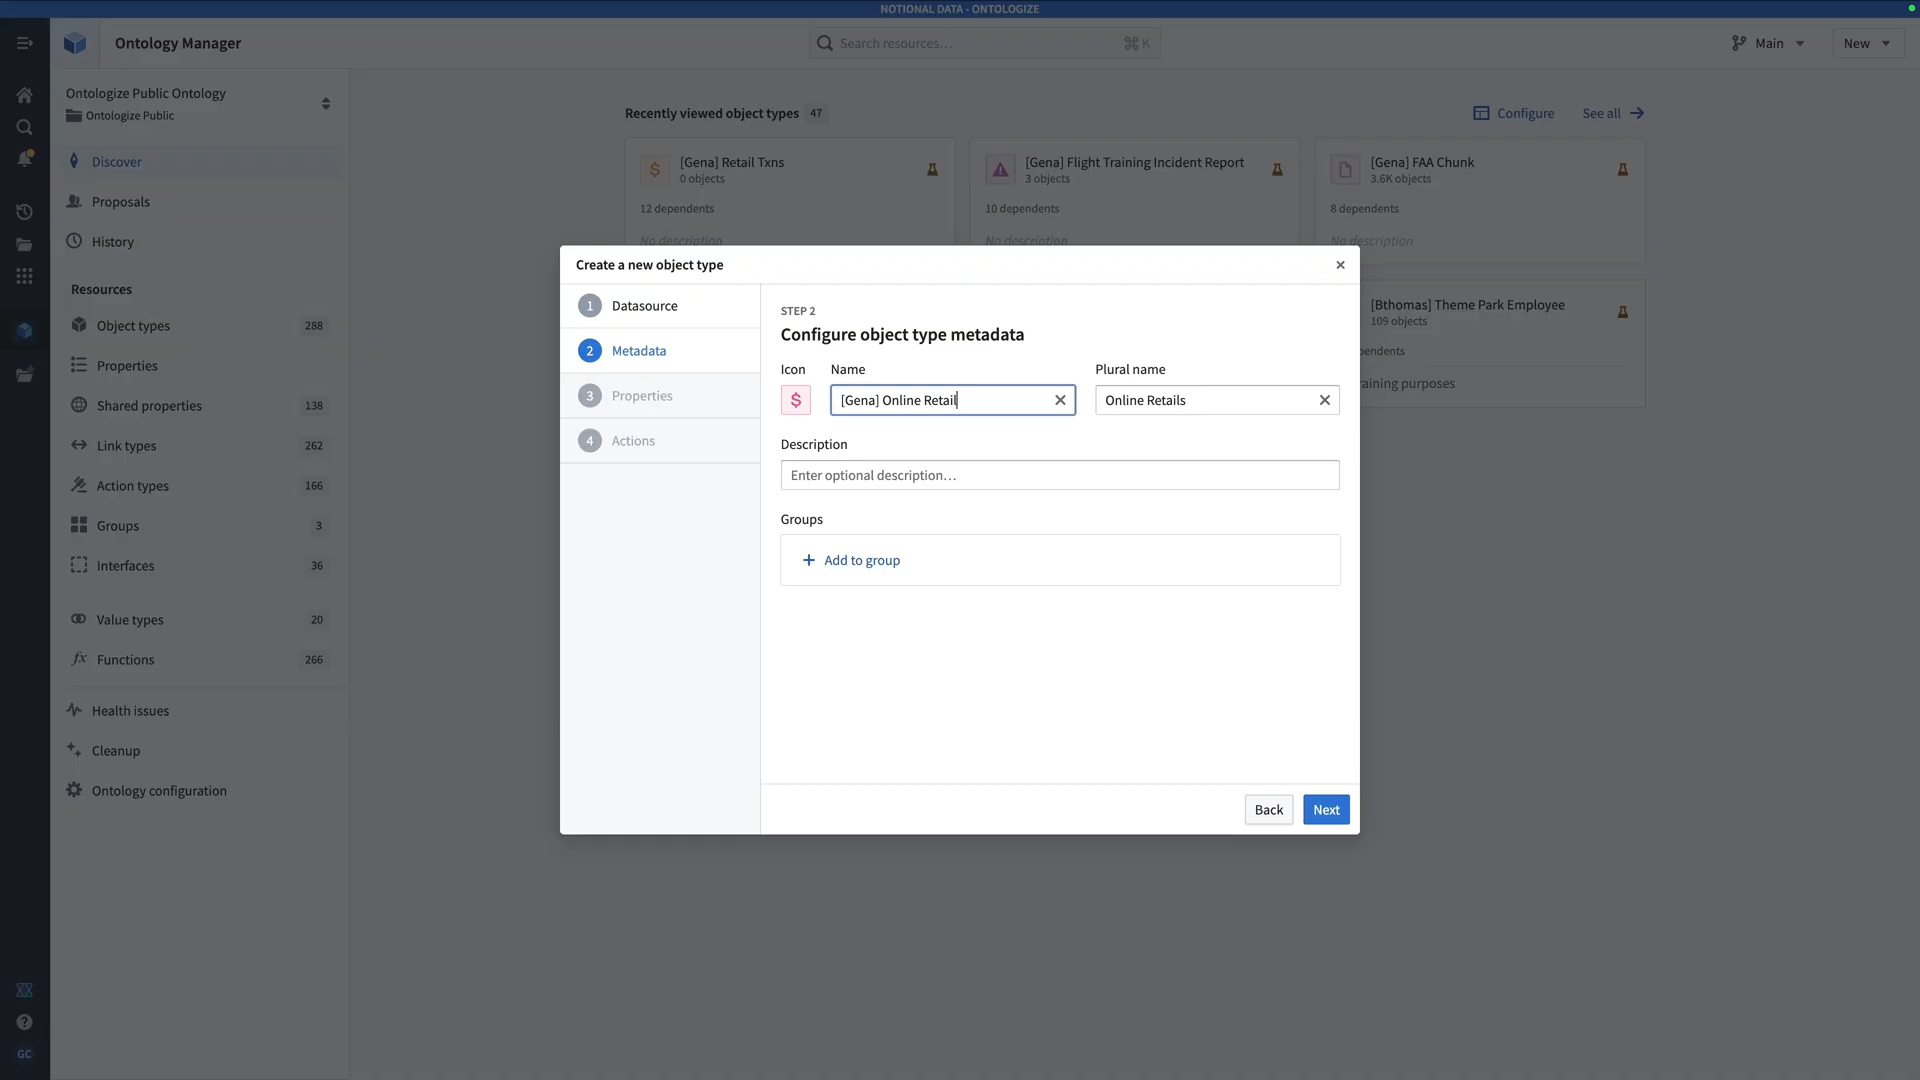 NOTIONAL DATA - ONTOLOGIZE
Ontology Manager
Search resources…
⌘K
Main
New
Ontologize Public Ontology
Ontologize Public
Discover
Proposals
History
Resources
Object types 288
Properties
Shared properties 138
Link types 262
Action types 166
Groups 3
Interfaces 36
Value types 20
Functions 266
Health issues
Cleanup
Ontology configuration
GC
Recently viewed object types 47
Configure
See all
[Gena] Retail Txns
0 objects
12 dependents
No description
[Gena] Flight Training Incident Report
3 objects
10 dependents
No description
[Gena] FAA Chunk
3.6K objects
8 dependents
No description
[Bthomas] Theme Park Employee
109 objects
pendents
raining purposes
Create a new object type
1 Datasource
2 Metadata
3 Properties
4 Actions
STEP 2
Configure object type metadata
Icon
Name
Plural name
$
[Gena] Online Retail
Online Retails
Description
Enter optional description…
Groups
Add to group
Back
Next